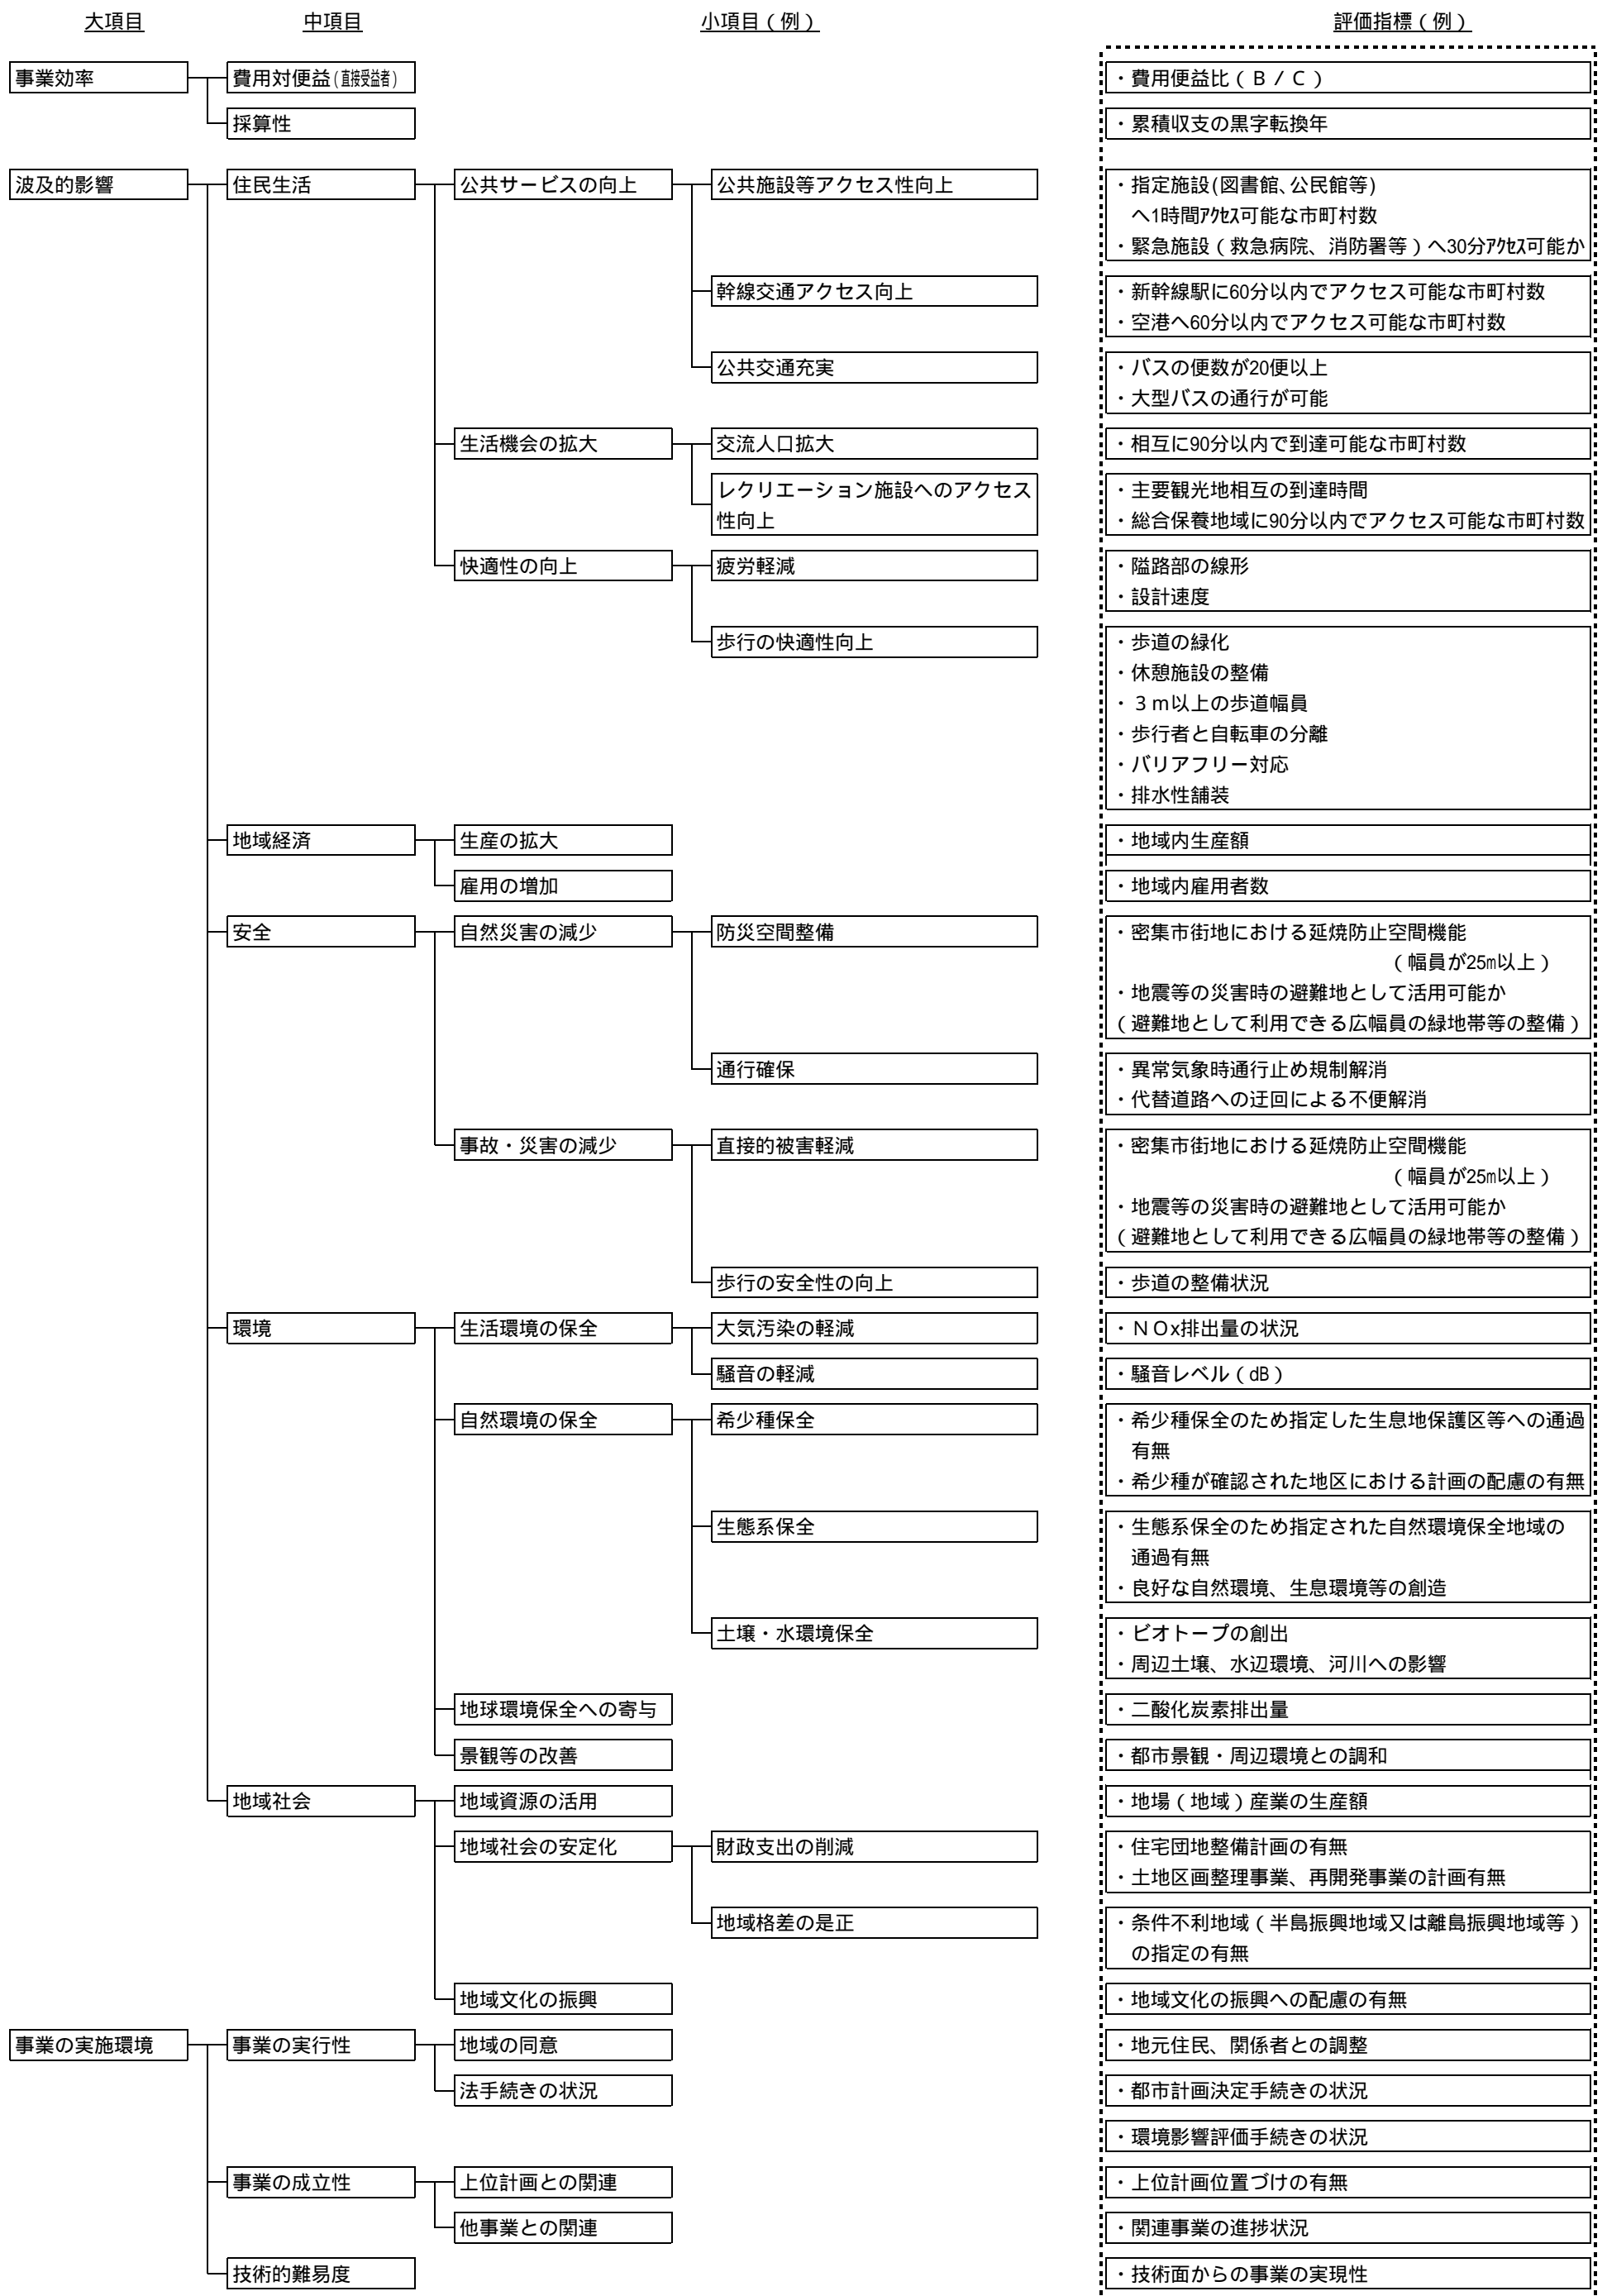 大項目　中項目　小項目（例）　評価指標（例）
事業効率　費用対便益（直接受益者）　・費用便益比（Ｂ／Ｃ）
採算性　・累積収支の黒字転換年
波及的影響　住民生活　公共サービスの向上　公共施設等アクセス性向上　・指定施設(図書館、公民館等)
へ1時間ｱｸｾｽ可能な市町村数
・緊急施設（救急病院、消防署等）へ30分ｱｸｾｽ可能か
幹線交通アクセス向上　・新幹線駅に60分以内でアクセス可能な市町村数
・空港へ60分以内でアクセス可能な市町村数
公共交通充実　・バスの便数が20便以上
・大型バスの通行が可能
生活機会の拡大　交流人口拡大　・相互に90分以内で到達可能な市町村数
レクリエーション施設へのアクセス　・主要観光地相互の到達時間
性向上　・総合保養地域に90分以内でアクセス可能な市町村数
快適性の向上　疲労軽減　・隘路部の線形
・設計速度
歩行の快適性向上　・歩道の緑化
・休憩施設の整備
・３ｍ以上の歩道幅員
・歩行者と自転車の分離
・バリアフリー対応
・排水性舗装
地域経済　生産の拡大　・地域内生産額
雇用の増加　・地域内雇用者数
安全　自然災害の減少　防災空間整備　・密集市街地における延焼防止空間機能
（幅員が25㎡以上）
・地震等の災害時の避難地として活用可能か
（避難地として利用できる広幅員の緑地帯等の整備）
通行確保　・異常気象時通行止め規制解消
・代替道路への迂回による不便解消
事故・災害の減少　直接的被害軽減　・密集市街地における延焼防止空間機能
（幅員が25m以上）
・地震等の災害時の避難地として活用可能か
（避難地として利用できる広幅員の緑地帯等の整備）
歩行の安全性の向上　・歩道の整備状況
環境　生活環境の保全　大気汚染の軽減　・ＮＯx排出量の状況
騒音の軽減　・騒音レベル（dB）
自然環境の保全　希少種保全　・希少種保全のため指定した生息地保護区等への通過
有無
・希少種が確認された地区における計画の配慮の有無
生態系保全　・生態系保全のため指定された自然環境保全地域の
通過有無
・良好な自然環境、生息環境等の創造
土壌・水環境保全　・ビオトープの創出
・周辺土壌、水辺環境、河川への影響
地球環境保全への寄与　・二酸化炭素排出量
景観等の改善　・都市景観・周辺環境との調和
地域社会　地域資源の活用　・地場（地域）産業の生産額
地域社会の安定化　財政支出の削減　・住宅団地整備計画の有無
・土地区画整理事業、再開発事業の計画有無
地域格差の是正　・条件不利地域（半島振興地域又は離島振興地域等）
の指定の有無
地域文化の振興　・地域文化の振興への配慮の有無
事業の実施環境　事業の実行性　地域の同意　・地元住民、関係者との調整
法手続きの状況　・都市計画決定手続きの状況
・環境影響評価手続きの状況
事業の成立性　上位計画との関連　・上位計画位置づけの有無
他事業との関連　・関連事業の進捗状況
技術的難易度　・技術面からの事業の実現性